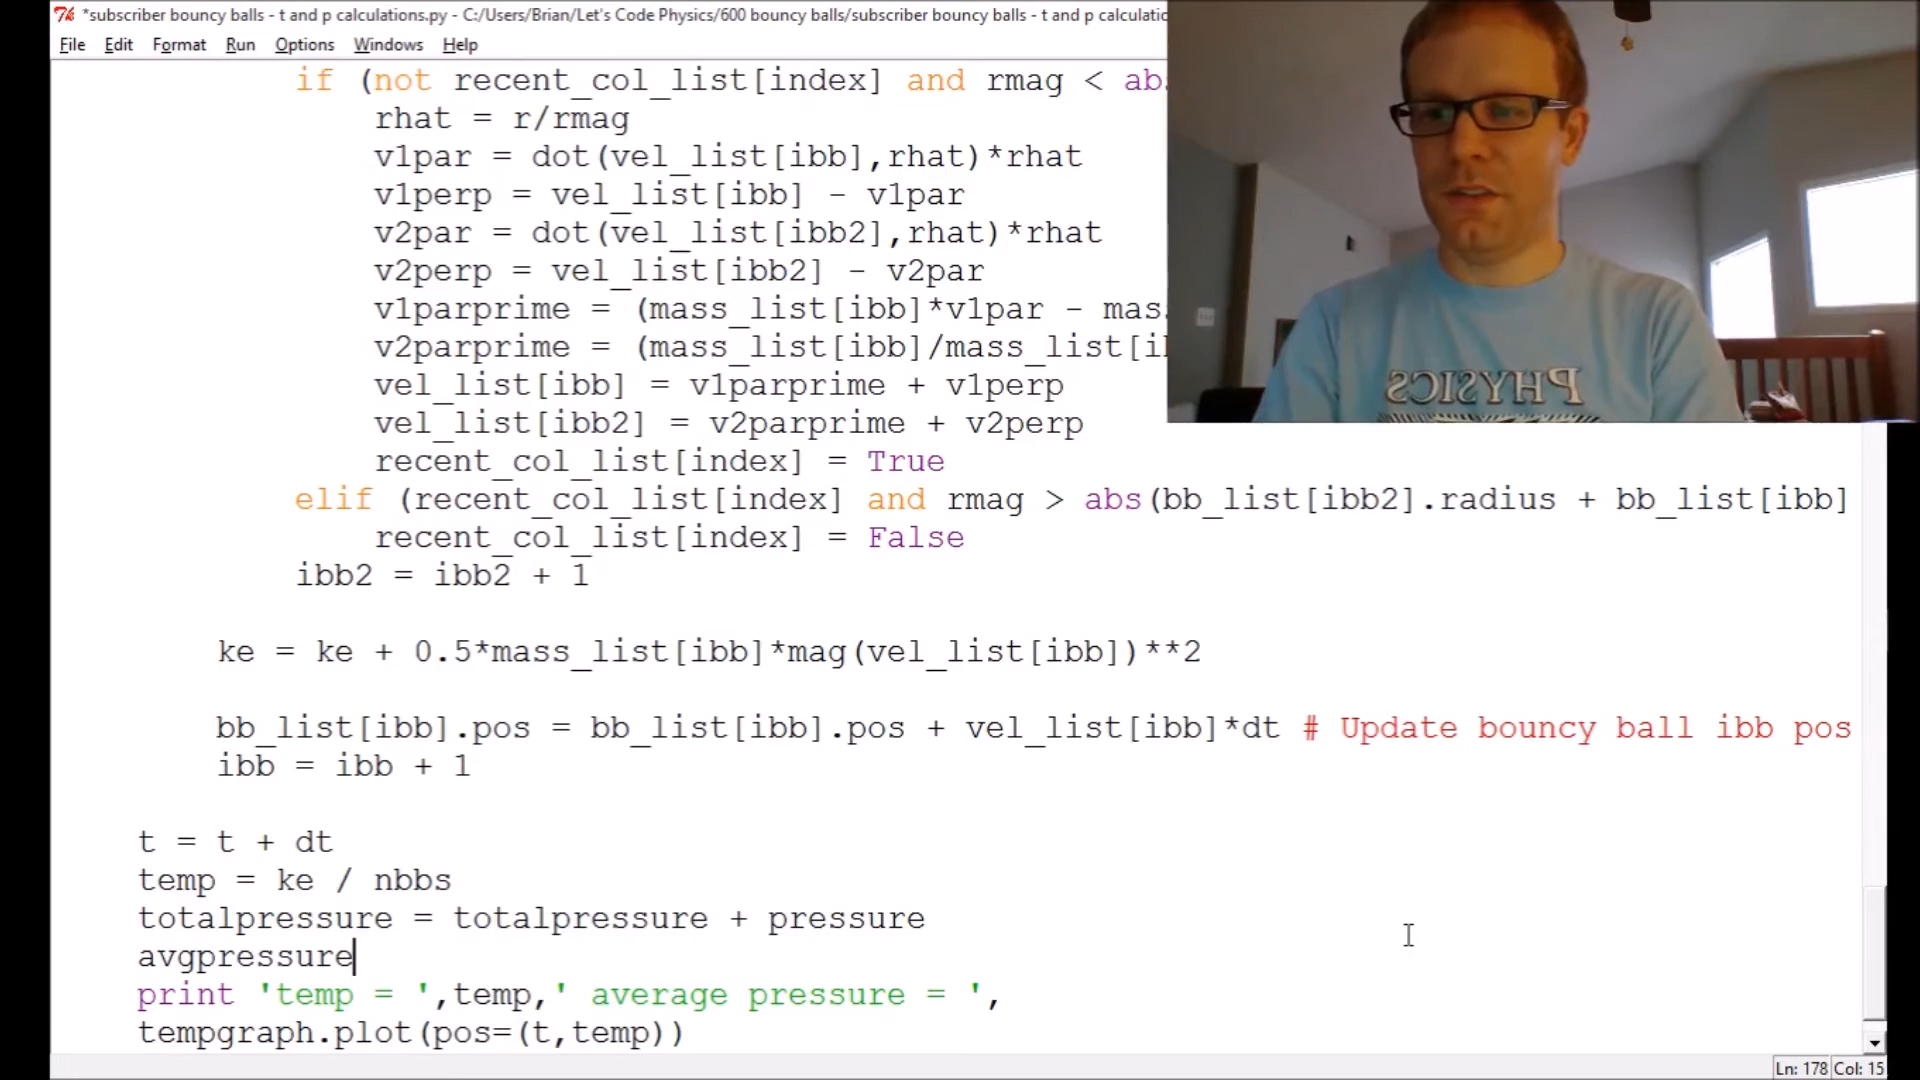 *subscriber bouncy balls - t and p calculations.py - C:/Users/Brian/Let's Code Physics/600 bouncy balls/subscriber bouncy balls - t and p calculatio
File Edit Format Run Options Windows Help
if (not recent_col_list[index] and rmag < abs
rhat = r/rmag
v1par = dot(vel_list[ibb],rhat)*rhat
v1perp = vel_list[ibb] - v1par
v2par = dot(vel_list[ibb2],rhat)*rhat
v2perp = vel_list[ibb2] - v2par
v1parprime = (mass_list[ibb]*v1par - mas
v2parprime = (mass_list[ibb]/mass_list[i
vel_list[ibb] = v1parprime + v1perp
vel_list[ibb2] = v2parprime + v2perp
recent_col_list[index] = True
elif (recent_col_list[index] and rmag > abs(bb_list[ibb2].radius + bb_list[ibb]
recent_col_list[index] = False
ibb2 = ibb2 + 1
ke = ke + 0.5*mass_list[ibb]*mag(vel_list[ibb])**2
bb_list[ibb].pos = bb_list[ibb].pos + vel_list[ibb]*dt # Update bouncy ball ibb pos
ibb = ibb + 1
t = t + dt
temp = ke / nbbs
totalpressure = totalpressure + pressure
avgpressure
print 'temp = ',temp,' average pressure = ',
tempgraph.plot(pos=(t,temp))
Ln: 178 Col: 15
PHYSICS